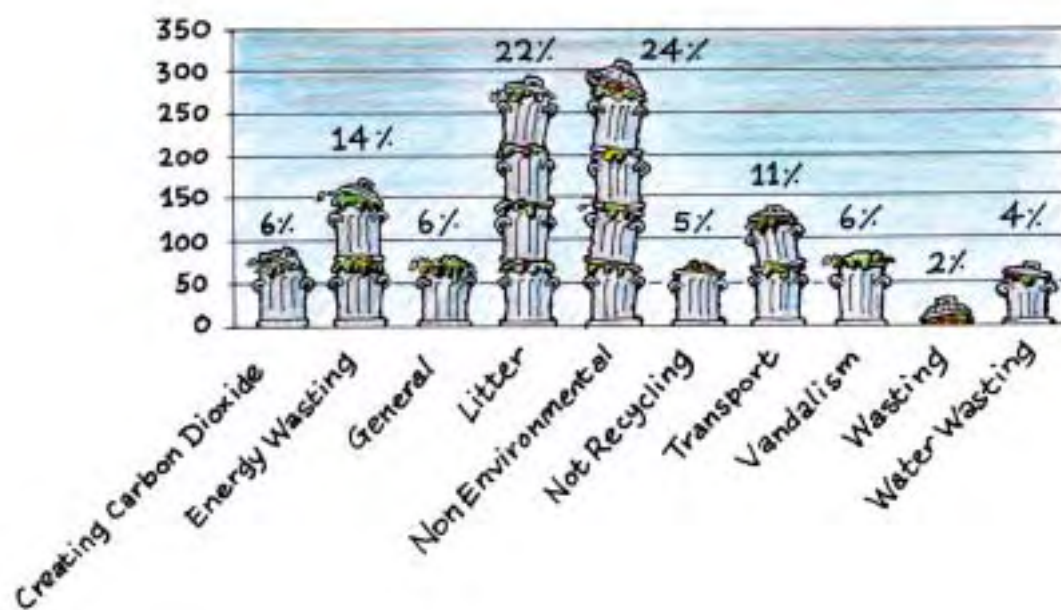 350
300
250
200
150
100
50
0
6%
14%
6%
22%
24%
5%
11%
6%
2%
4%
Creating Carbon Dioxide
Energy Wasting
General
Litter
Non Environmental
Not Recycling
Transport
Vandalism
Wasting
Water Wasting